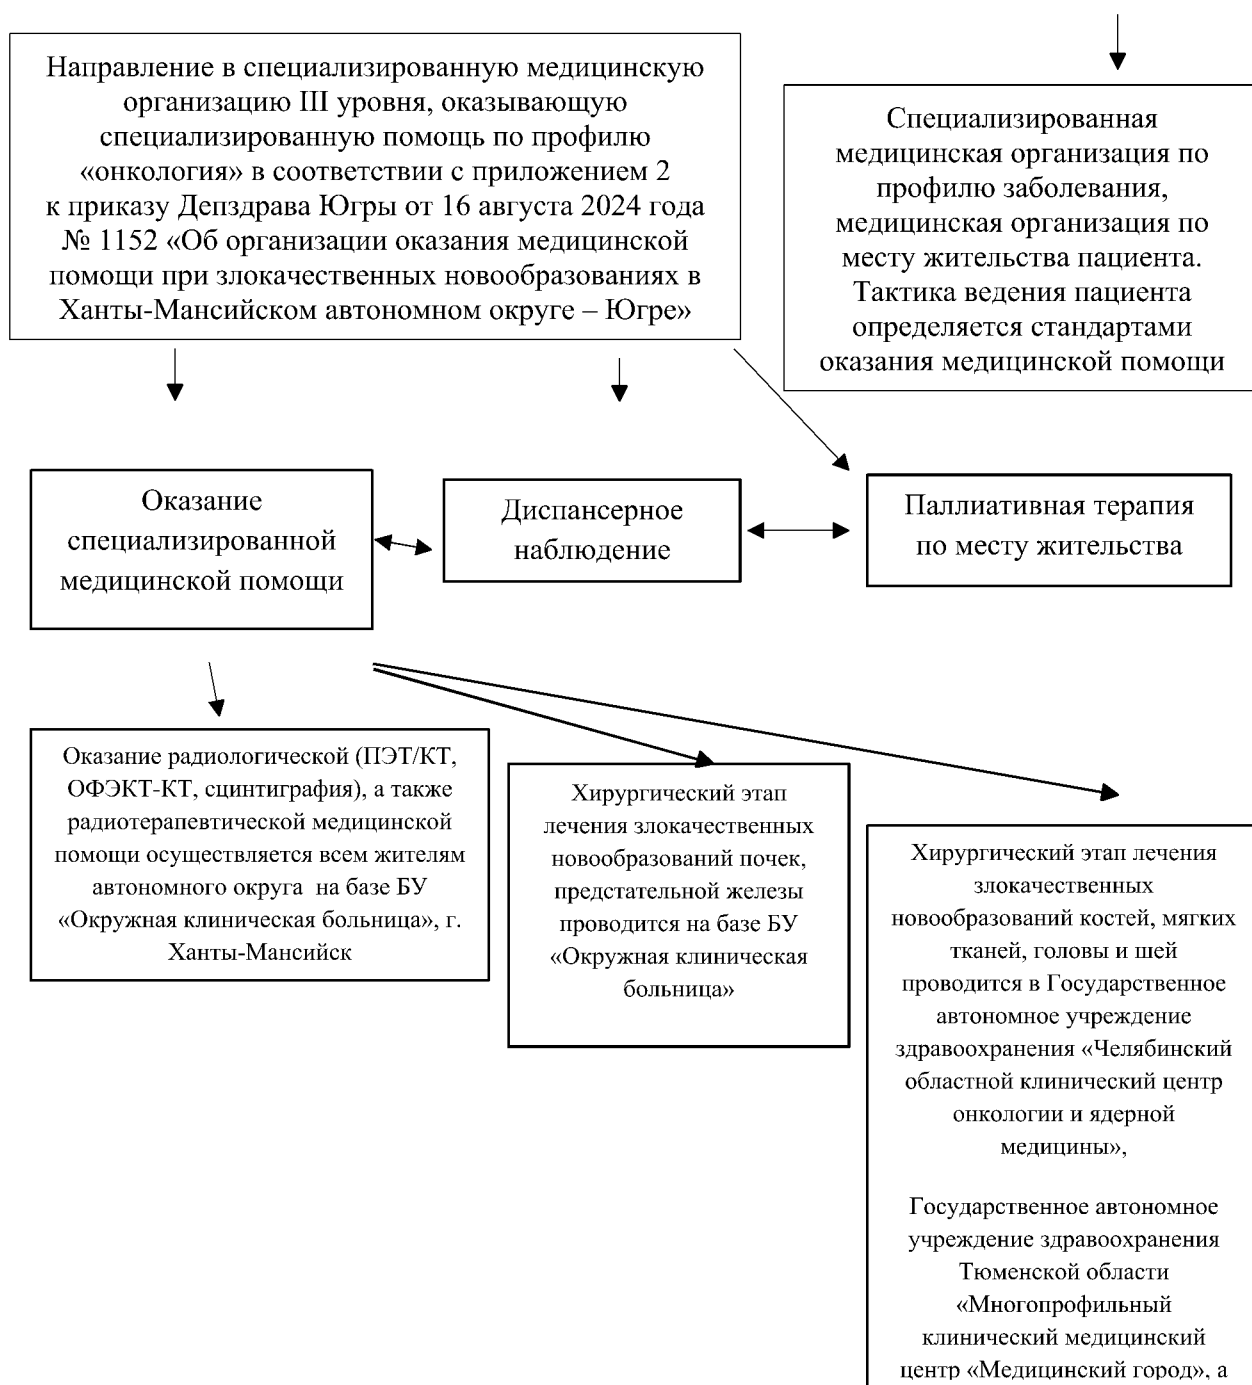 Направление в специализированную медицинскую
организацию III уровня, оказывающую
специализированную помощь по профилю
«онкология» в соответствии с приложением 2
к приказу Депздрава Югры от 16 августа 2024 года
№ 1152 «Об организации оказания медицинской
помощи при злокачественных новообразованиях в
Ханты-Мансийском автономном округе – Югре»
Специализированная
медицинская организация по
профилю заболевания,
медицинская организация по
месту жительства пациента.
Тактика ведения пациента
определяется стандартами
оказания медицинской помощи
Оказание
специализированной
медицинской помощи
Диспансерное
наблюдение
Паллиативная терапия
по месту жительства
Оказание радиологической (ПЭТ/КТ,
ОФЭКТ-КТ, сцинтиграфия), а также
радиотерапевтической медицинской
помощи осуществляется всем жителям
автономного округа на базе БУ
«Окружная клиническая больница», г.
Ханты-Мансийск
Хирургический этап
лечения злокачественных
новообразований почек,
предстательной железы
проводится на базе БУ
«Окружная клиническая
больница»
Хирургический этап лечения
злокачественных
новообразований костей, мягких
тканей, головы и шей
проводится в Государственное
автономное учреждение
здравоохранения «Челябинский
областной клинический центр
онкологии и ядерной
медицины»,
Государственное автономное
учреждение здравоохранения
Тюменской области
«Многопрофильный
клинический медицинский
центр «Медицинский город», а